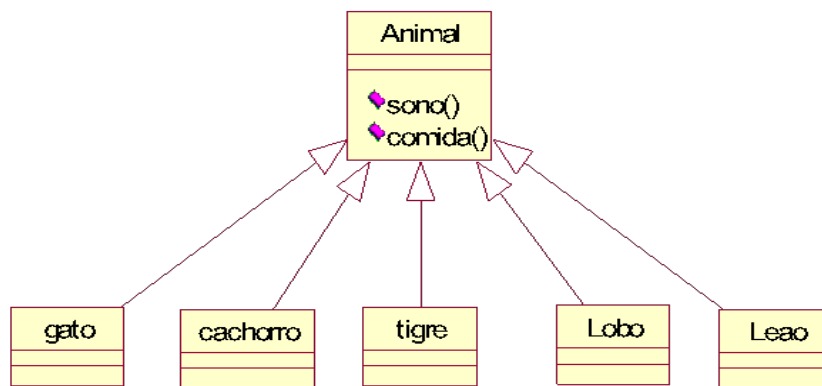 Animal
sono()
comida()
gato
cachorro
tigre
Lobo
Leao